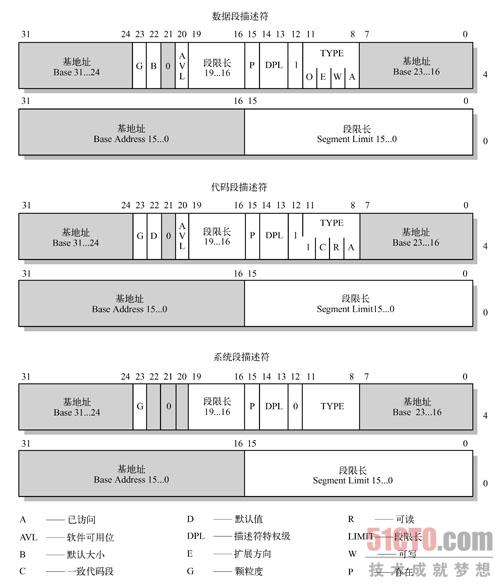 数据段描述符
31 24 23 22 21 20 19 16 15 14 13 12 11 8 7 0
基地址 Base 31...24 G B 0 A V L 段限长 19...16 P DPL 1 TYPE O E W A 基地址 Base 23...16 4
31 16 15 0
基地址 Base Address 15...0 段限长 Segment Limit 15...0 0
代码段描述符
31 24 23 22 21 20 19 16 15 14 13 12 11 8 7 0
基地址 Base 31...24 G D 0 A V L 段限长 19...16 P DPL 1 TYPE 1 C R A 基地址 Base 23...16 4
31 16 15 0
基地址 Base Address 15...0 段限长 Segment Limit15...0 0
系统段描述符
31 24 23 22 21 20 19 16 15 14 13 12 11 8 7 0
基地址 Base 31...24 G 0 段限长 19...16 P DPL 0 TYPE 基地址 Base 23...16 4
31 16 15 0
基地址 Base Address 15...0 段限长 Segment Limit 15...0 0
A ——已访问 D ——默认值 R ——可读
AVL ——软件可用位 DPL ——描述符特权级 LIMIT——段限长
B ——默认大小 E ——扩展方向 W ——可写
C ——一致代码段 G ——颗粒度 P ——存在
51CTO.com
技术成就梦想